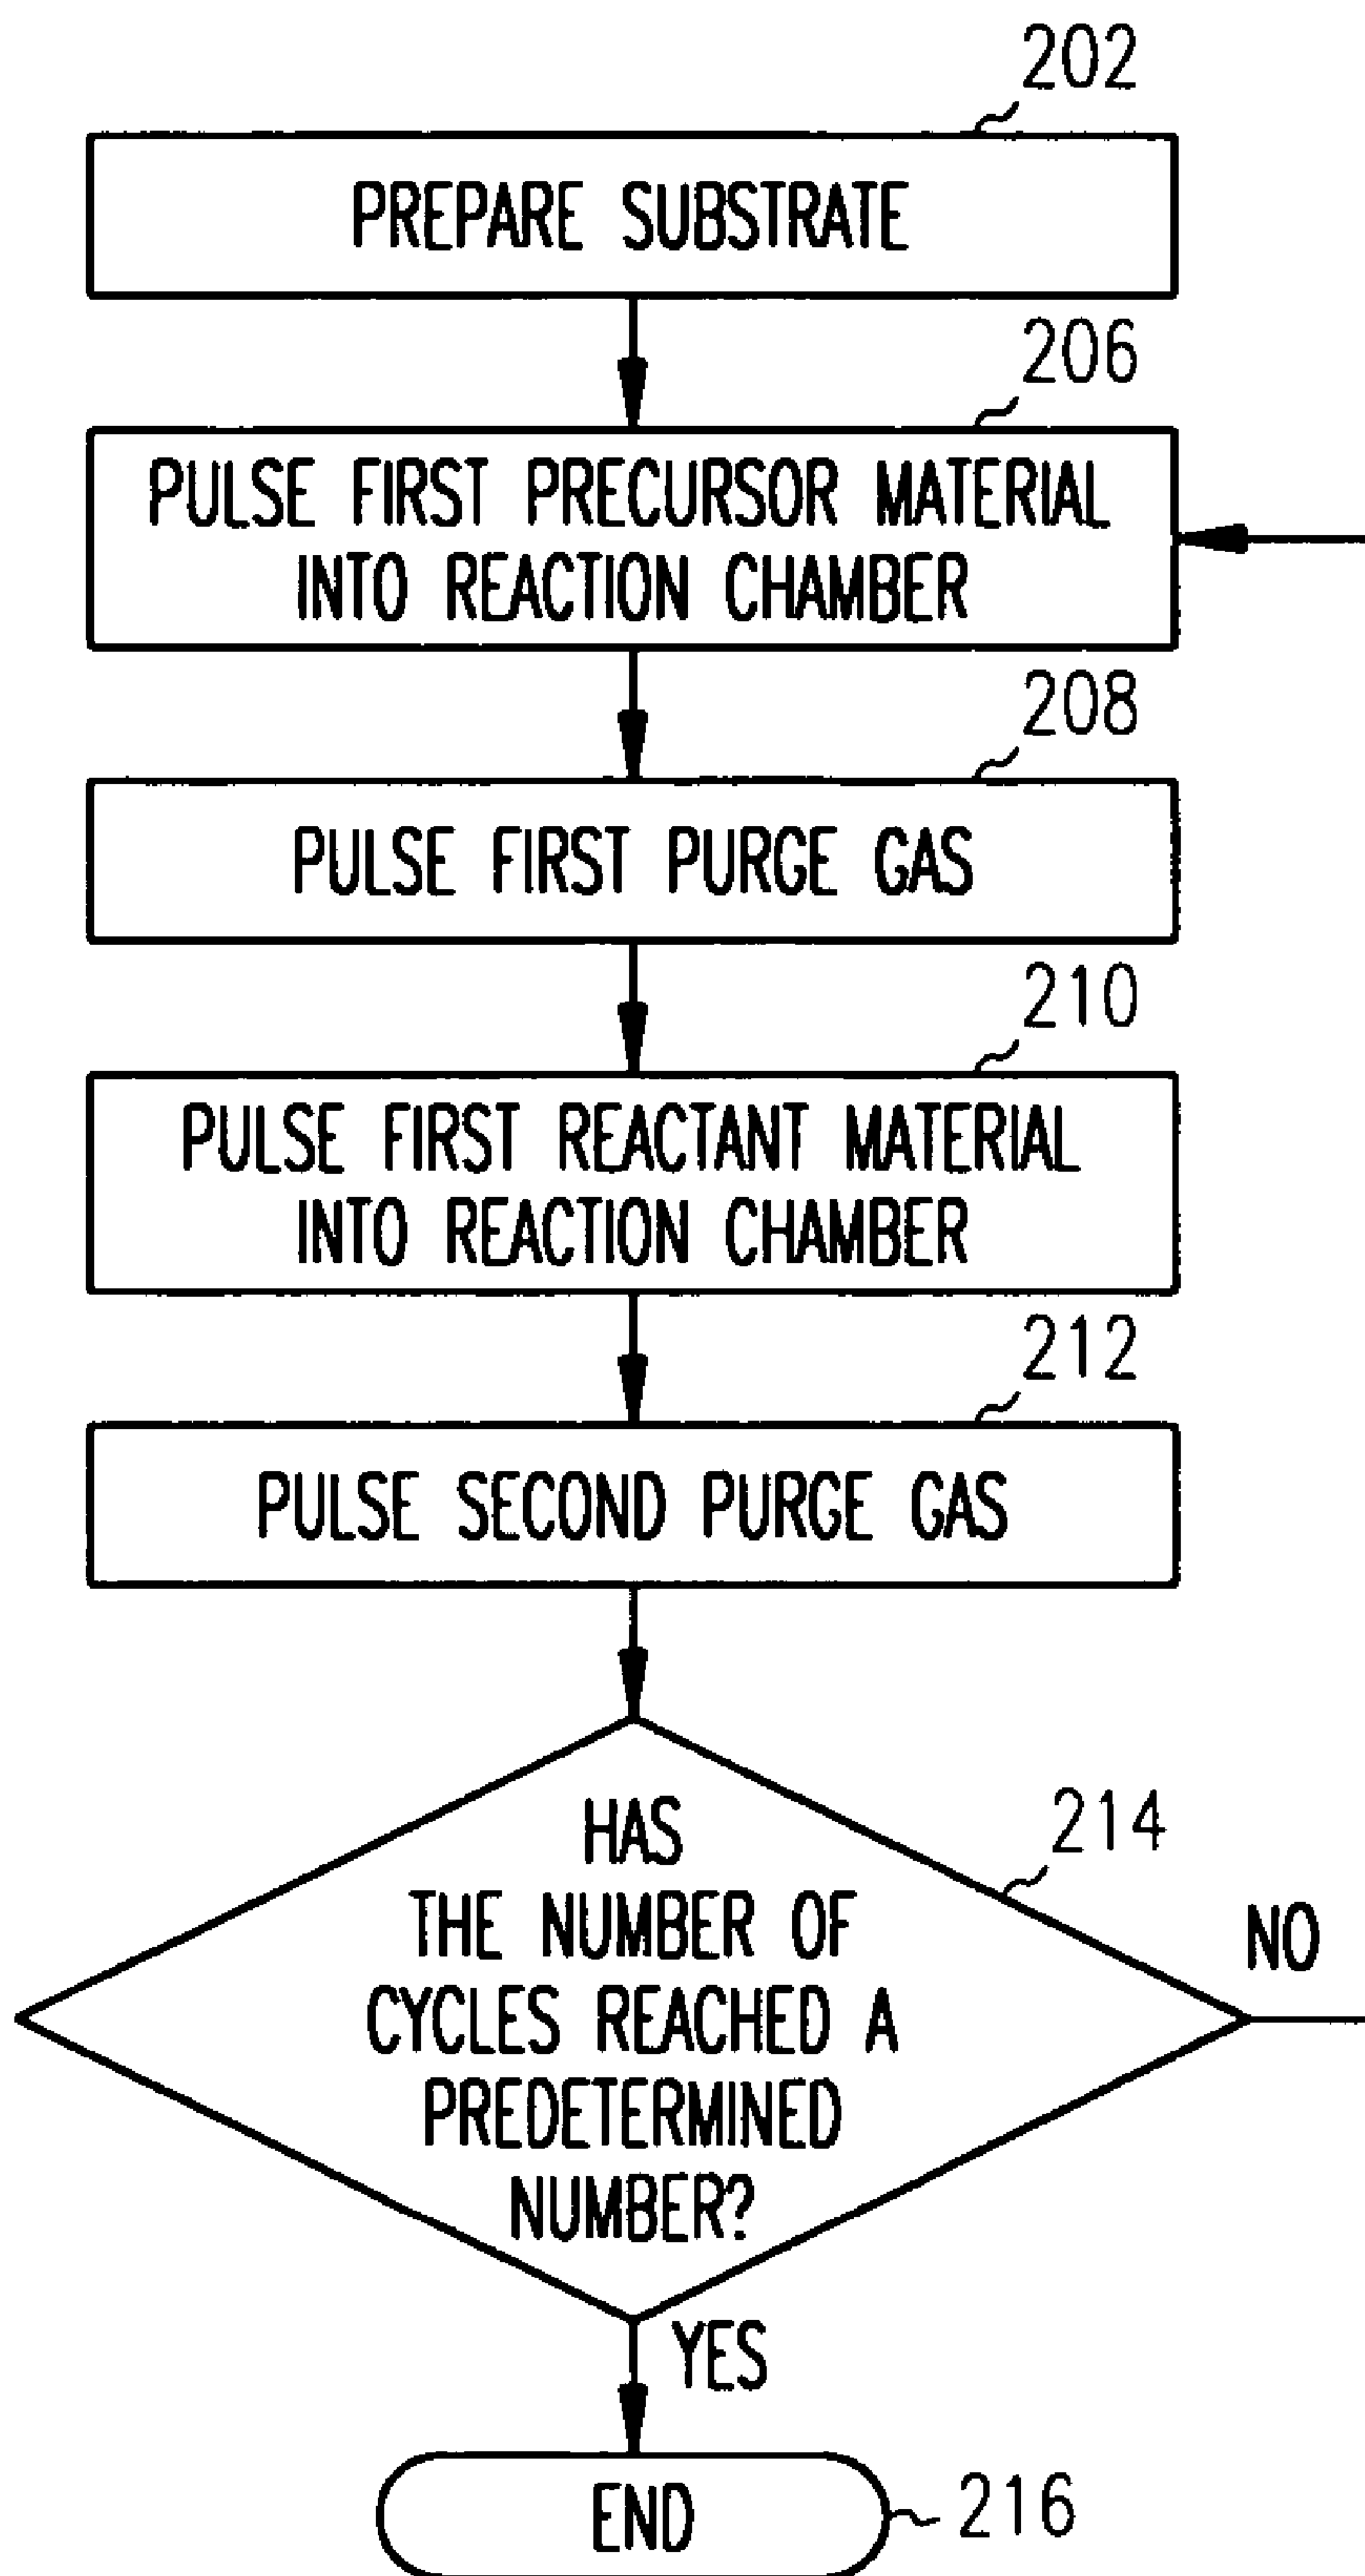 202
PREPARE SUBSTRATE
206
PULSE FIRST PRECURSOR MATERIAL
INTO REACTION CHAMBER
208
PULSE FIRST PURGE GAS
210
PULSE FIRST REACTANT MATERIAL
INTO REACTION CHAMBER
212
PULSE SECOND PURGE GAS
214
HAS
THE NUMBER OF
CYCLES REACHED A
PREDETERMINED
NUMBER?
NO
YES
END
216